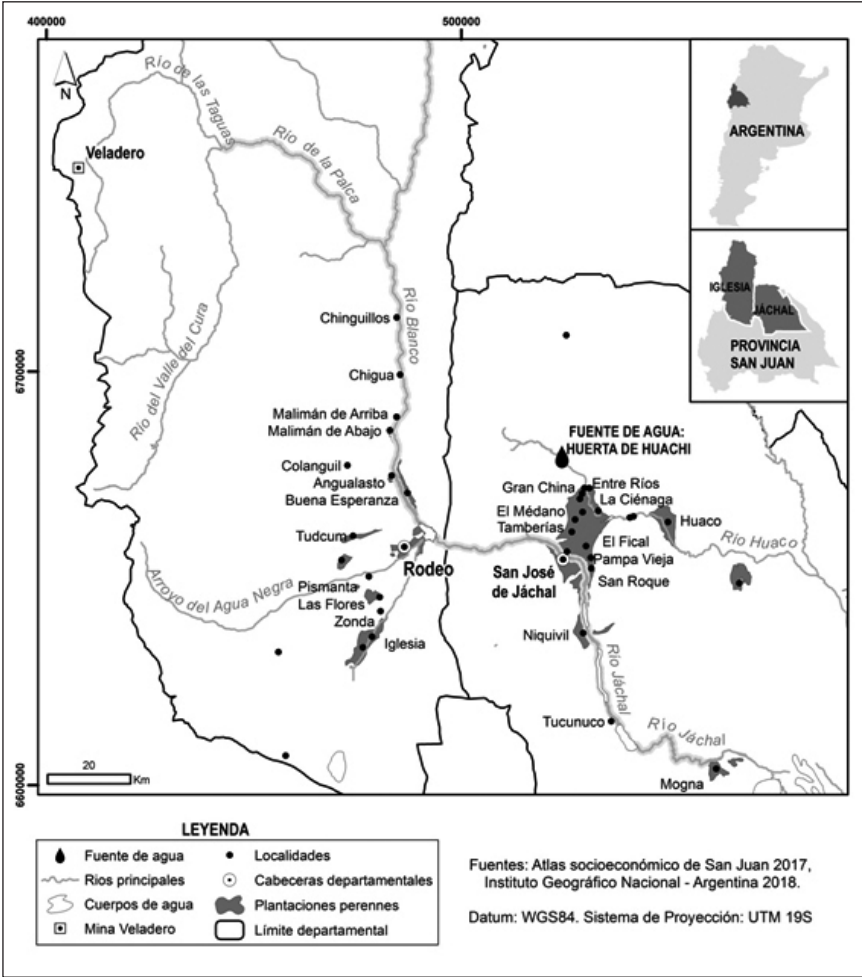 400000
500000
N
Río de las Taguas
Río de la Palca
Veladero
ARGENTINA
IGLESIA
JÁCHAL
PROVINCIA
SAN JUAN
Río Blanco
Chinguillos
6700000
Chigua
Río del Valle del Cura
Malimán de Arriba
Malimán de Abajo
FUENTE DE AGUA:
HUERTA DE HUACHI
Colanguil
Angualasto
Buena Esperanza
Gran China
Entre Ríos
La Ciénaga
El Médano
Tamberías
Huaco
Tudcum
El Fical
Río Huaco
Rodeo
San José
de Jáchal
Pampa Vieja
San Roque
Arroyo del Agua Negra
Pismanta
Las Flores
Zonda
Iglesia
Niquivil
Río Jáchal
Tucunuco
Río Jáchal
Mogna
6600000
20
Km
LEYENDA
Fuente de agua
Localidades
Rios principales
Cabeceras departamentales
Cuerpos de agua
Plantaciones perennes
Mina Veladero
Límite departamental
Fuentes: Atlas socioeconómico de San Juan 2017,
Instituto Geográfico Nacional - Argentina 2018.
Datum: WGS84. Sistema de Proyección: UTM 19S